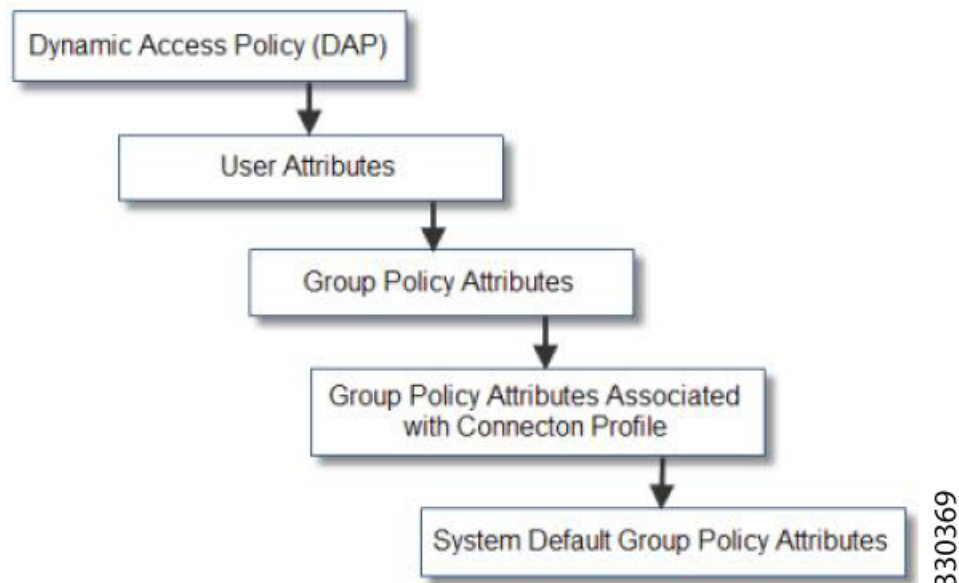 Dynamic Access Policy (DAP)
User Attributes
Group Policy Attributes
Group Policy Attributes Associated
with Connecton Profile
System Default Group Policy Attributes
330369